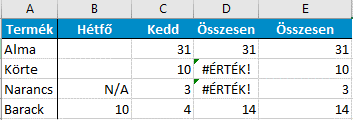 A B C D E
Termék Hétfő Kedd Összesen Összesen
Alma 31 31 31
Körte 10 #ÉRTÉK! 10
Narancs N/A 3 #ÉRTÉK! 3
Barack 10 4 14 14